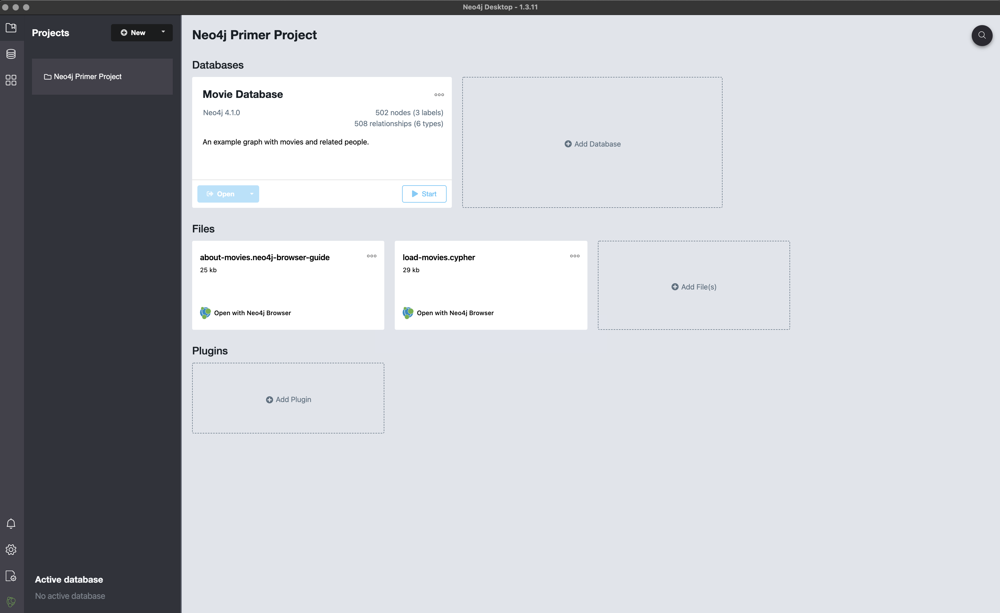 Neo4j Desktop - 1.3.11
Projects
New
Neo4j Primer Project
Active database
No active database
Neo4j Primer Project
Databases
Movie Database
Neo4j 4.1.0
502 nodes (3 labels)
508 relationships (6 types)
An example graph with movies and related people.
Open
Start
Add Database
Files
about-movies.neo4j-browser-guide
25 kb
Open with Neo4j Browser
load-movies.cypher
29 kb
Open with Neo4j Browser
Add File(s)
Plugins
Add Plugin